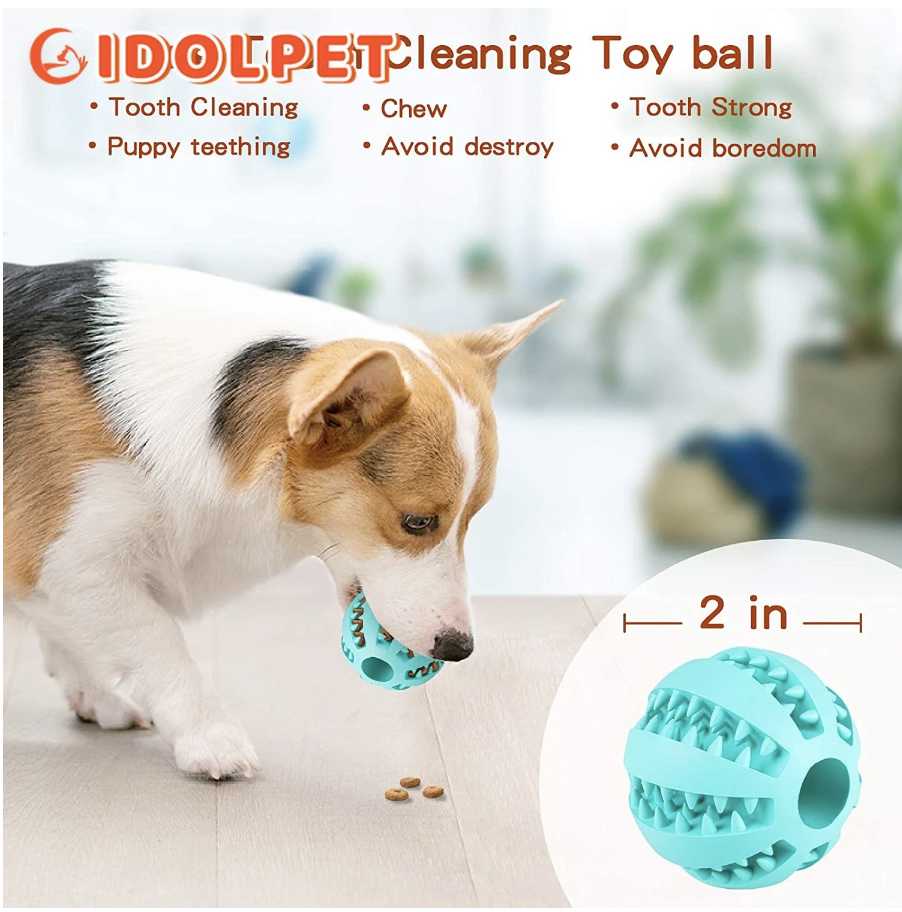 IDOLPET
Cleaning Toy ball
• Tooth Cleaning
• Chew
• Tooth Strong
• Puppy teething
• Avoid destroy
• Avoid boredom
2 in